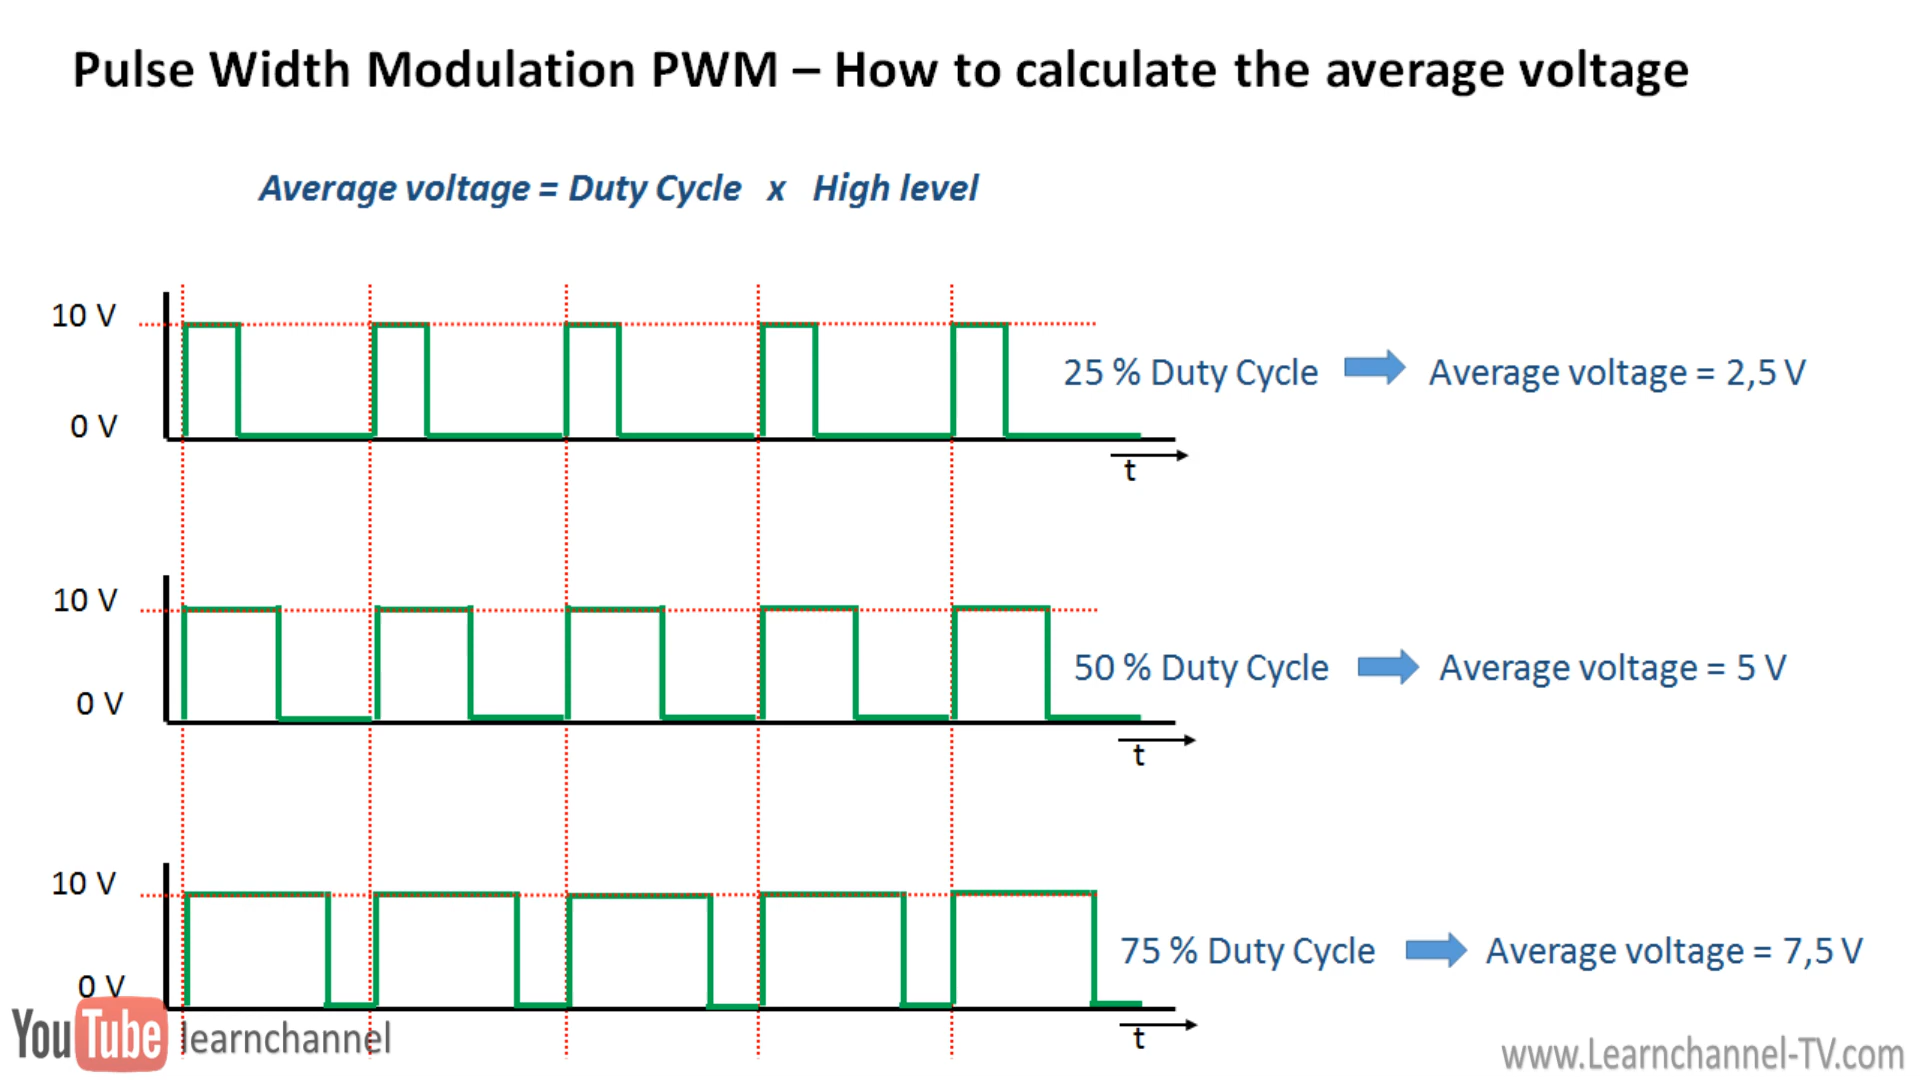 Pulse Width Modulation PWM – How to calculate the average voltage
Average voltage = Duty Cycle x High level
10 V
25 % Duty Cycle Average voltage = 2,5 V
0 V
t
10 V
50 % Duty Cycle Average voltage = 5 V
0 V
t
10 V
75 % Duty Cycle Average voltage = 7,5 V
0 V
t
YouTube learnchannel
www.Learnchannel-TV.com